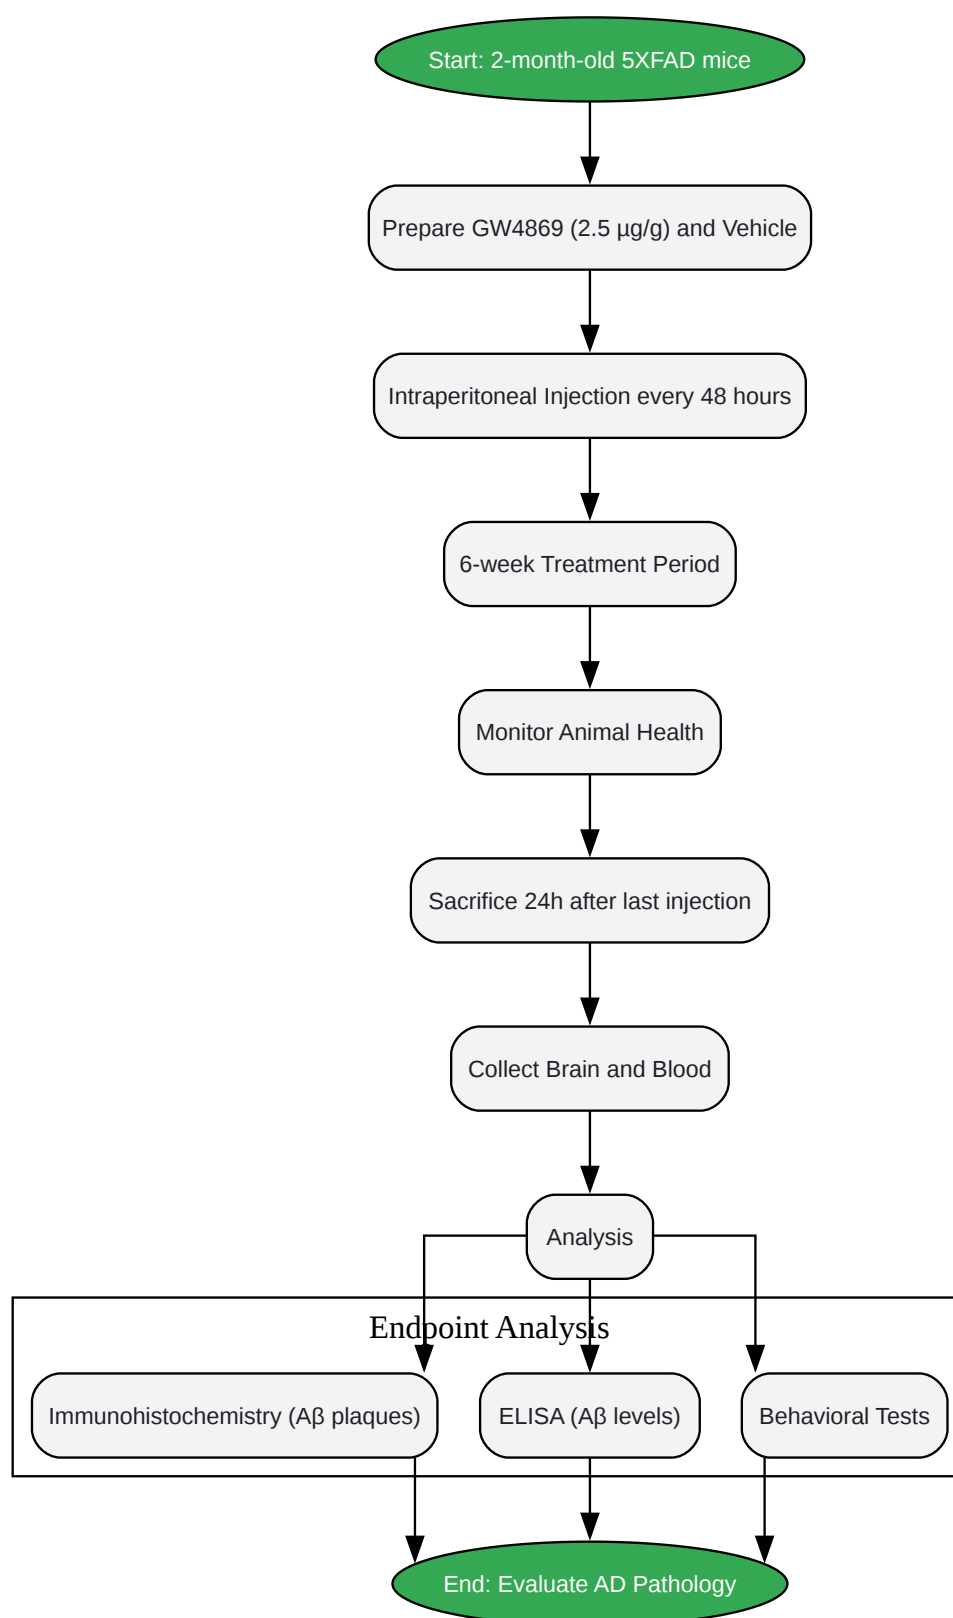 Start: 2-month-old 5XFAD mice
Prepare GW4869 (2.5 µg/g) and Vehicle
Intraperitoneal Injection every 48 hours
6-week Treatment Period
Monitor Animal Health
Sacrifice 24h after last injection
Collect Brain and Blood
Analysis
Endpoint Analysis
Immunohistochemistry (Aβ plaques)
ELISA (Aβ levels)
Behavioral Tests
End: Evaluate AD Pathology